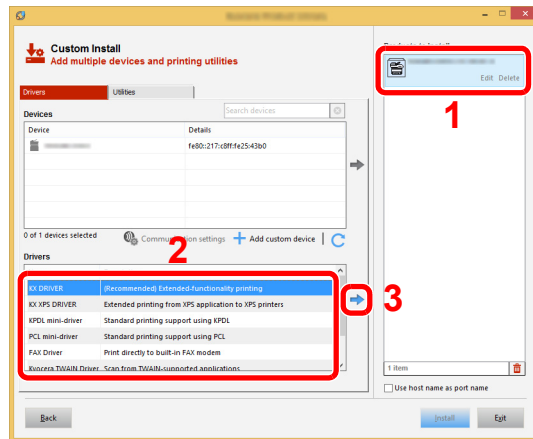 Custom Install
Add multiple devices and printing utilities
Edit Delete
1
Drivers Utilities
Devices Search devices
Device Details
fe80::217:c8ff:fe25:43b0
0 of 1 devices selected Communication settings Add custom device
2
Drivers
KX DRIVER (Recommended) Extended-functionality printing
KX XPS DRIVER Extended printing from XPS application to XPS printers
3
KPDL mini-driver Standard printing support using KPDL
PCL mini-driver Standard printing support using PCL
FAX Driver Print directly to built-in FAX modem
Kyocera TWAIN Driver Scan from TWAIN-supported applications
1 item
Use host name as port name
Back Install Exit